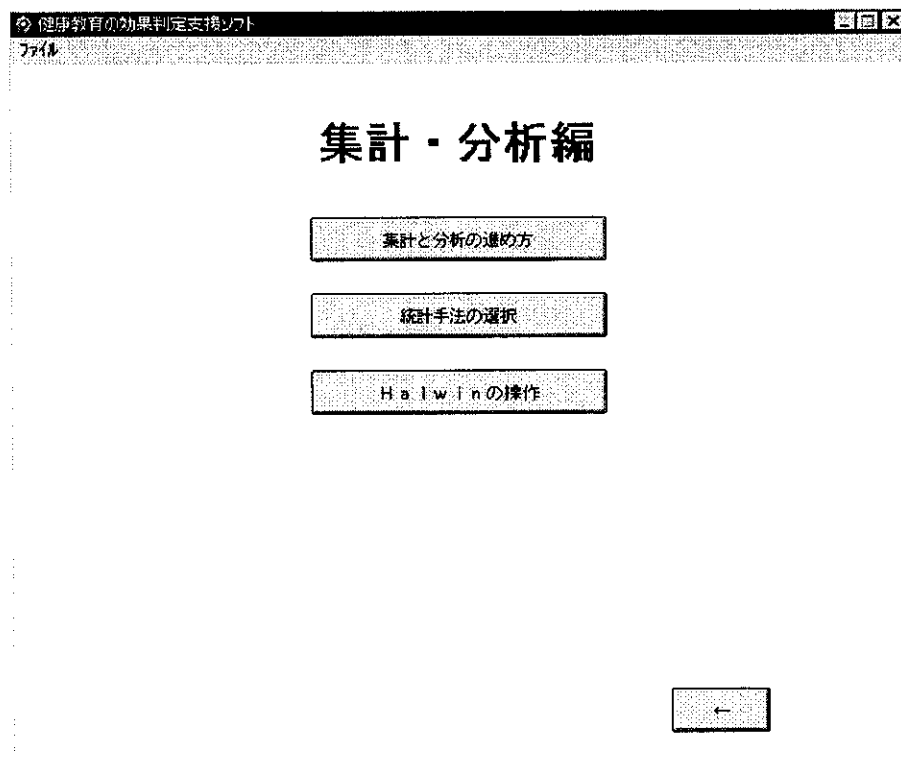 健康教育の効果判定支援ソフト
ファイル
集計・分析編
集計と分析の進め方
統計手法の選択
Ｈａｌｗｉｎの操作
←